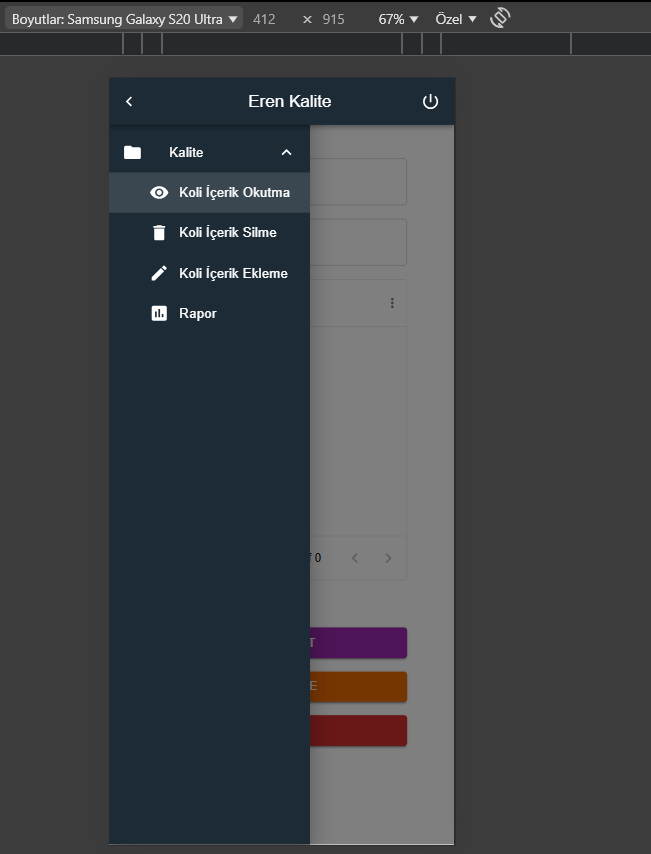 Boyutlar: Samsung Galaxy S20 Ultra ▼ 412 × 915 67% ▼ Özel ▼
Eren Kalite
Kalite
Koli İçerik Okutma
Koli İçerik Silme
Koli İçerik Ekleme
Rapor
0
T
E